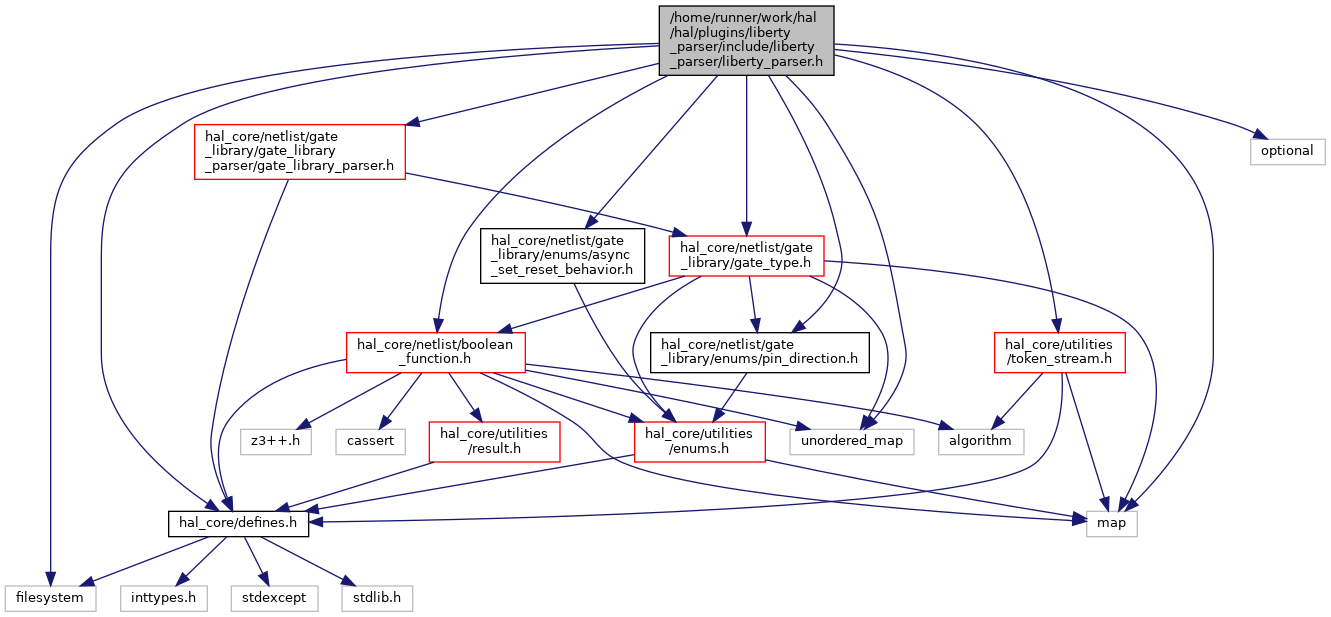 /home/runner/work/hal
/hal/plugins/liberty
_parser/include/liberty
_parser/liberty_parser.h
hal_core/netlist/gate
_library/gate_library
_parser/gate_library_parser.h
optional
hal_core/netlist/gate
_library/enums/async
_set_reset_behavior.h
hal_core/netlist/gate
_library/gate_type.h
hal_core/netlist/boolean
_function.h
hal_core/netlist/gate
_library/enums/pin_direction.h
hal_core/utilities
/token_stream.h
z3++.h
cassert
hal_core/utilities
/result.h
hal_core/utilities
/enums.h
unordered_map
algorithm
hal_core/defines.h
map
filesystem
inttypes.h
stdexcept
stdlib.h